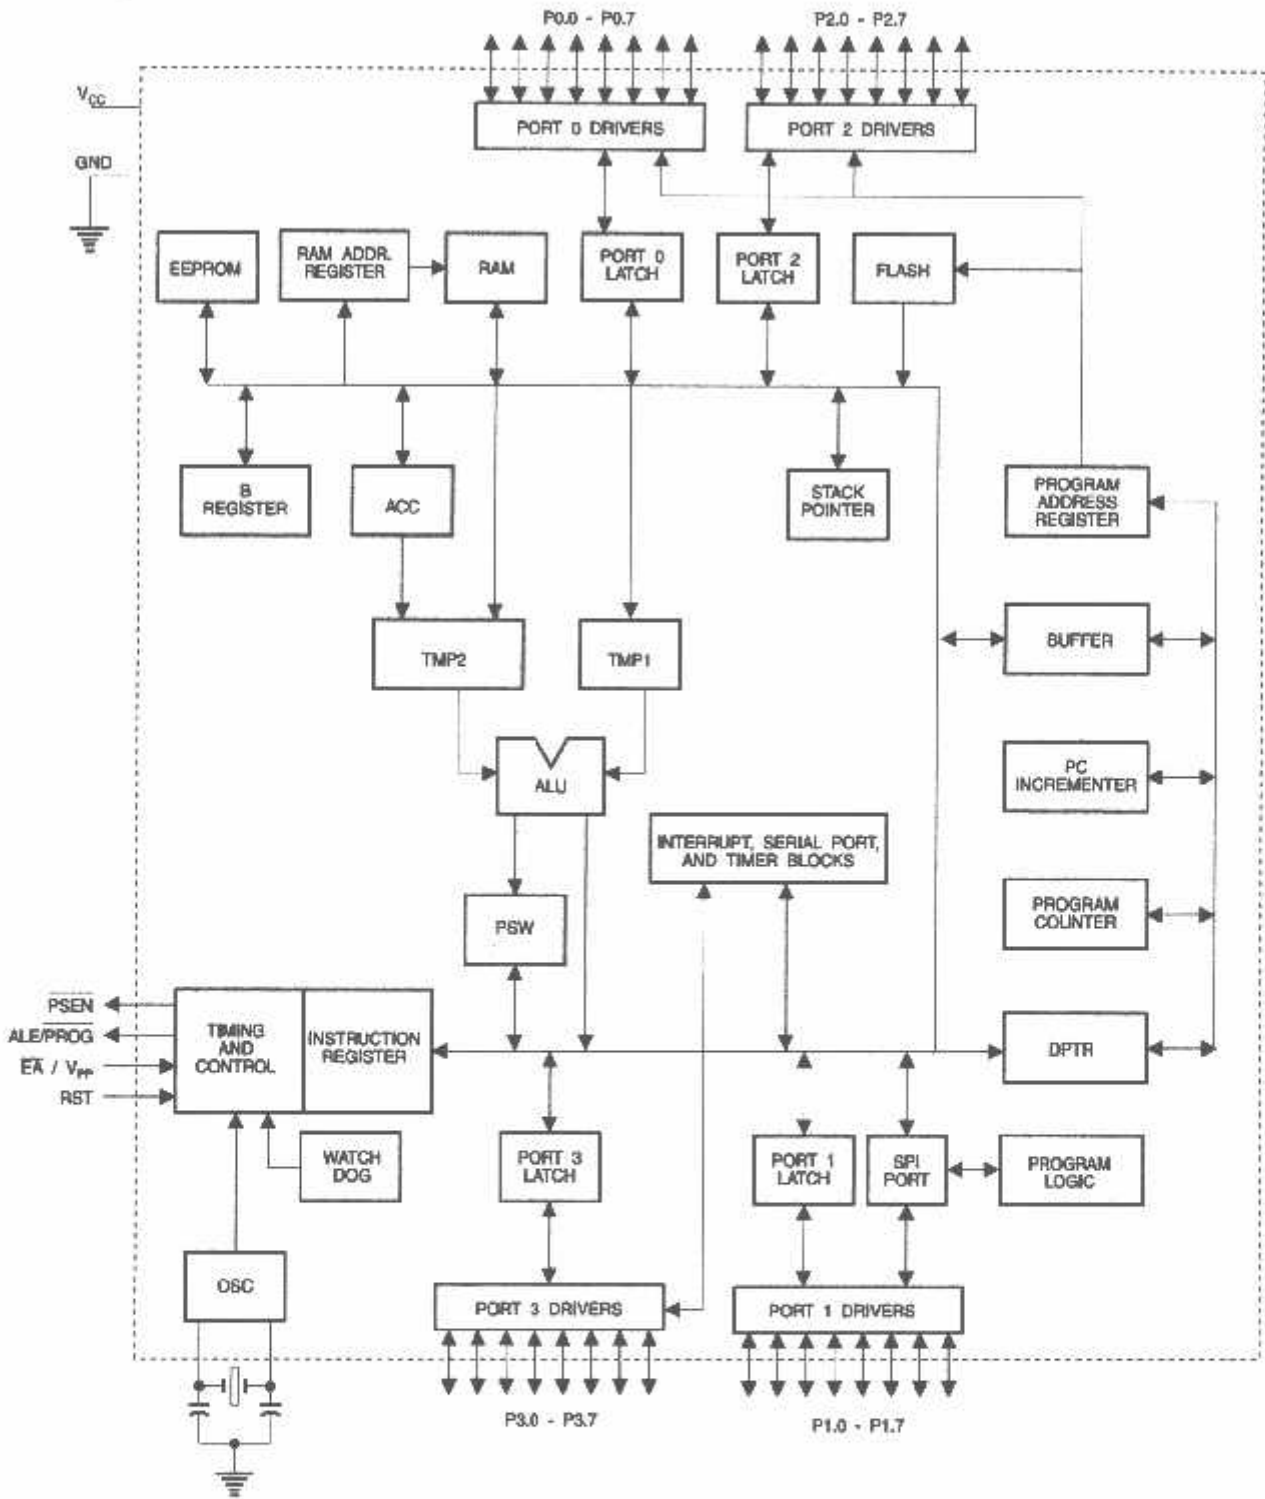 P0.0 - P0.7
P2.0 - P2.7
V_CC
PORT 0 DRIVERS
PORT 2 DRIVERS
GND
EEPROM
RAM ADDR.
REGISTER
RAM
PORT 0
LATCH
PORT 2
LATCH
FLASH
B
REGISTER
ACC
STACK
POINTER
PROGRAM
ADDRESS
REGISTER
TMP2
TMP1
BUFFER
ALU
PC
INCREMENTER
INTERRUPT, SERIAL PORT,
AND TIMER BLOCKS
PSW
PROGRAM
COUNTER
PSEN
ALE/PROG
EA / V_PP
RST
TIMING
AND
CONTROL
INSTRUCTION
REGISTER
DPTR
WATCH
DOG
PORT 3
LATCH
PORT 1
LATCH
SPI
PORT
PROGRAM
LOGIC
OSC
PORT 3 DRIVERS
PORT 1 DRIVERS
P3.0 - P3.7
P1.0 - P1.7